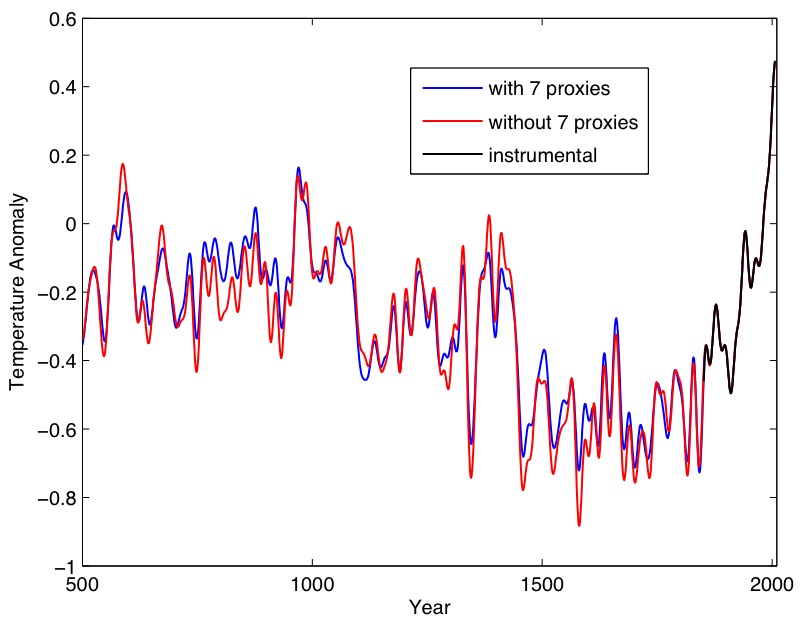 0.6
0.4
0.2
0
−0.2
−0.4
−0.6
−0.8
−1
Temperature Anomaly
with 7 proxies
without 7 proxies
instrumental
500 1000 1500 2000
Year